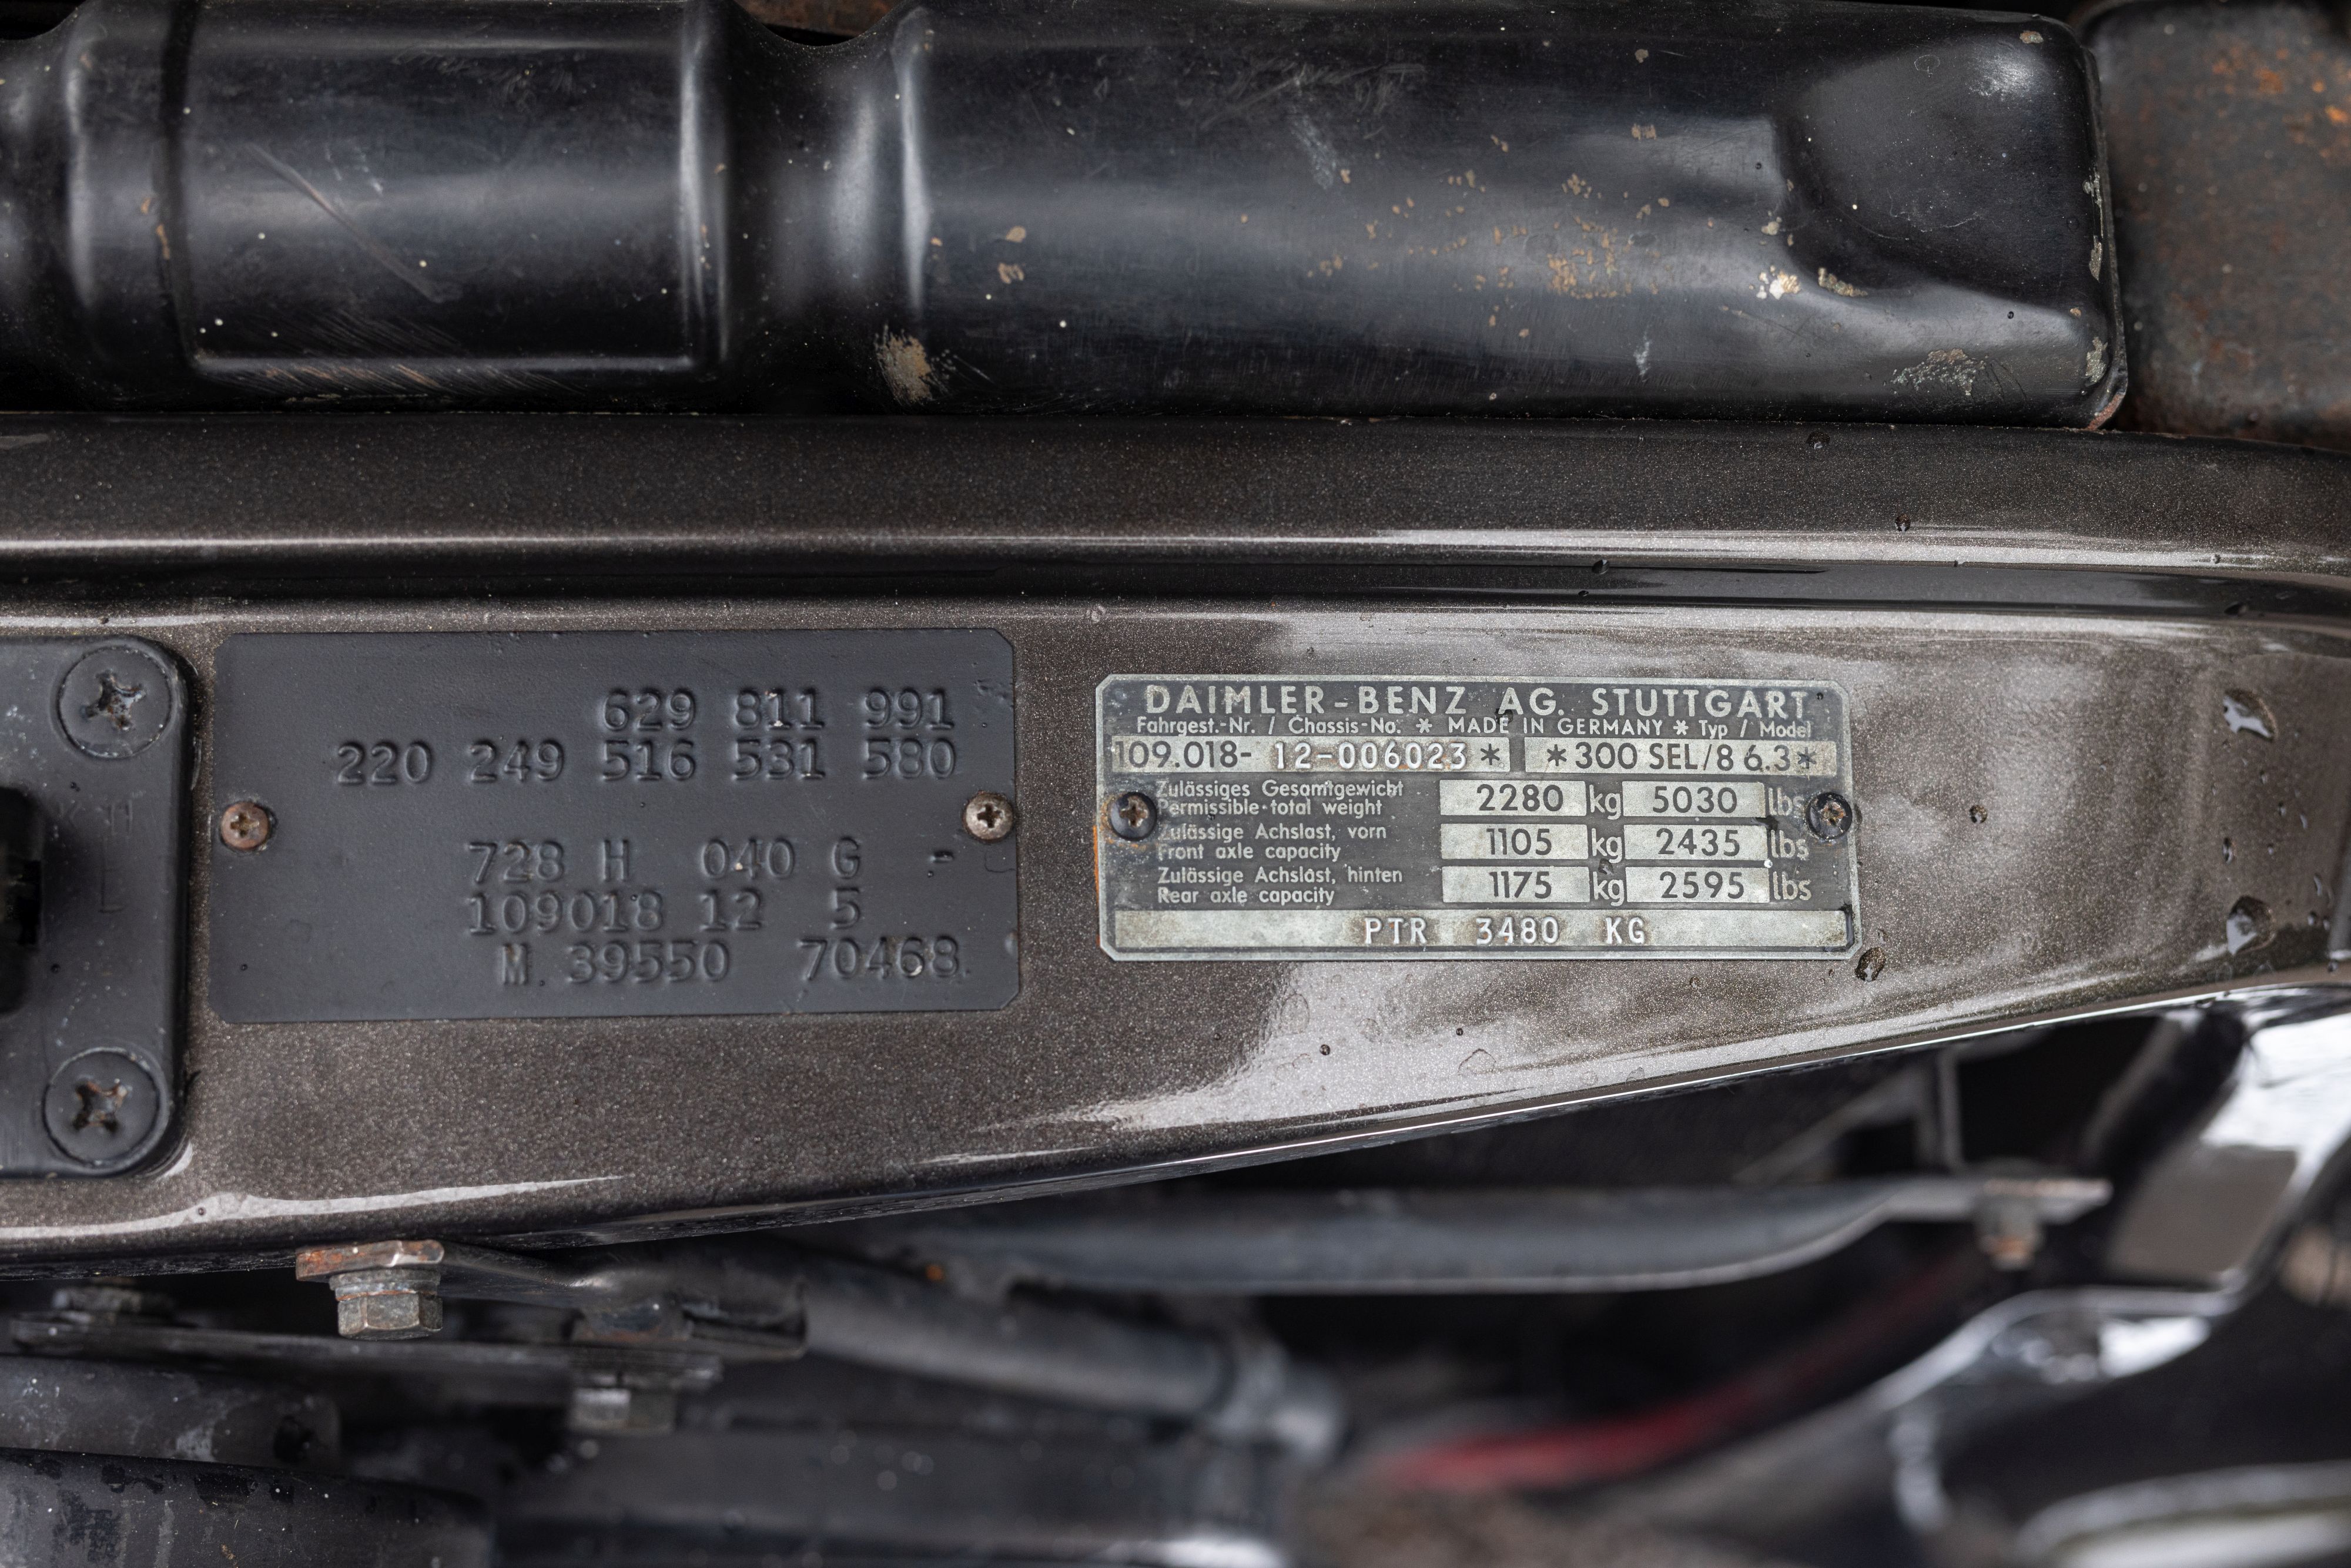 629 811 991
220 249 516 531 580
728 H 040 G -
109018 12 5
M. 39550 70468.
DAIMLER-BENZ AG. STUTTGART
Fahrgest.-Nr. / Chassis-No. * MADE IN GERMANY * Typ / Model
109.018- 12-006023 * * 300 SEL/8 6.3 *
Zulässiges Gesamtgewicht
Permissible total weight
2280 kg 5030 lbs
Zulässige Achslast, vorn
Front axle capacity
1105 kg 2435 lbs
Zulässige Achslast, hinten
Rear axle capacity
1175 kg 2595 lbs
PTR 3480 KG